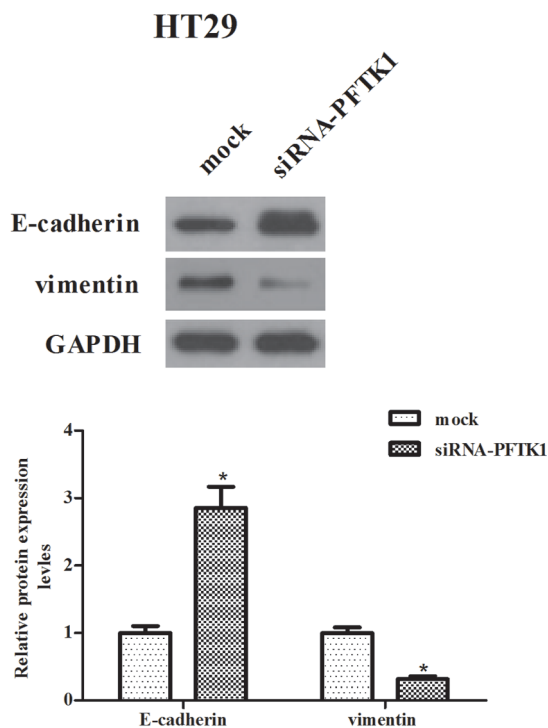 HT29
mock
siRNA-PFTK1
E-cadherin
vimentin
GAPDH
mock
siRNA-PFTK1
Relative protein expression
levles
4
3
2
1
0
*
*
E-cadherin
vimentin